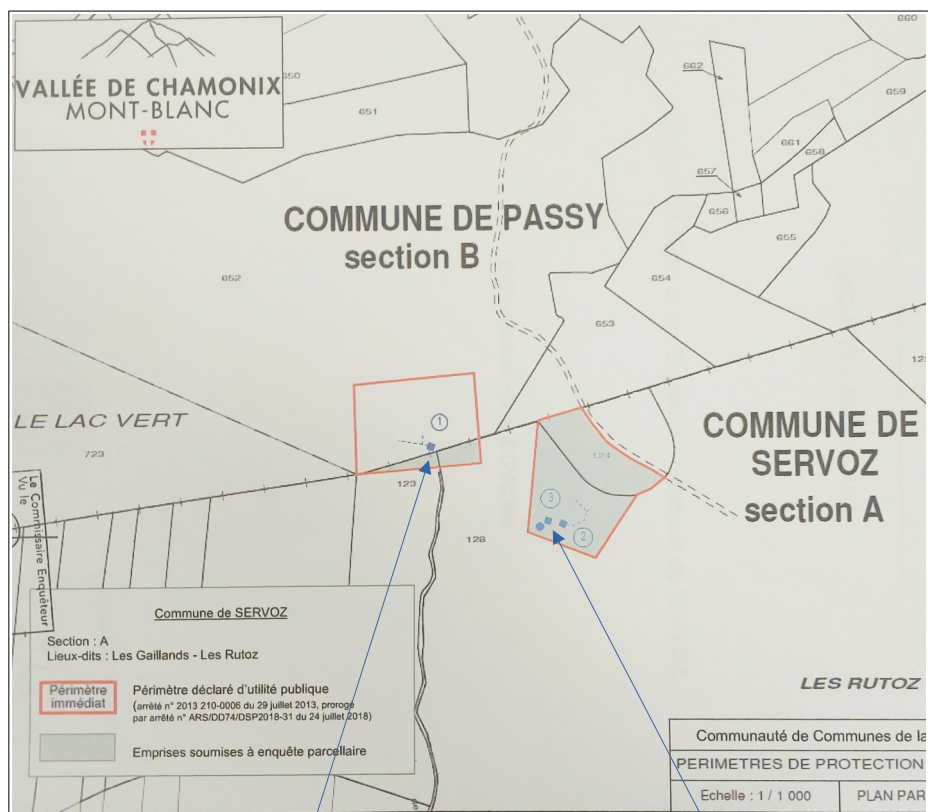 VALLÉE DE CHAMONIX
MONT-BLANC
650
651
660
662
659
661
658
657
656
655
COMMUNE DE PASSY
section B
652
654
653
LE LAC VERT
723
1
123
COMMUNE DE
SERVOZ
section A
124
3
2
128
Le Commissaire Enquêteur
Vu le
Commune de SERVOZ
Section : A
Lieux-dits : Les Gaillands - Les Rutoz
Périmètre
immédiat
Périmètre déclaré d'utilité publique
(arrêté n° 2013 210-0006 du 29 juillet 2013, prorogé
par arrêté n° ARS/DD74/DSP2018-31 du 24 juillet 2018)
Emprises soumises à enquête parcellaire
LES RUTOZ
Communauté de Communes de la
PERIMETRES DE PROTECTION
Echelle : 1 / 1 000
PLAN PAR